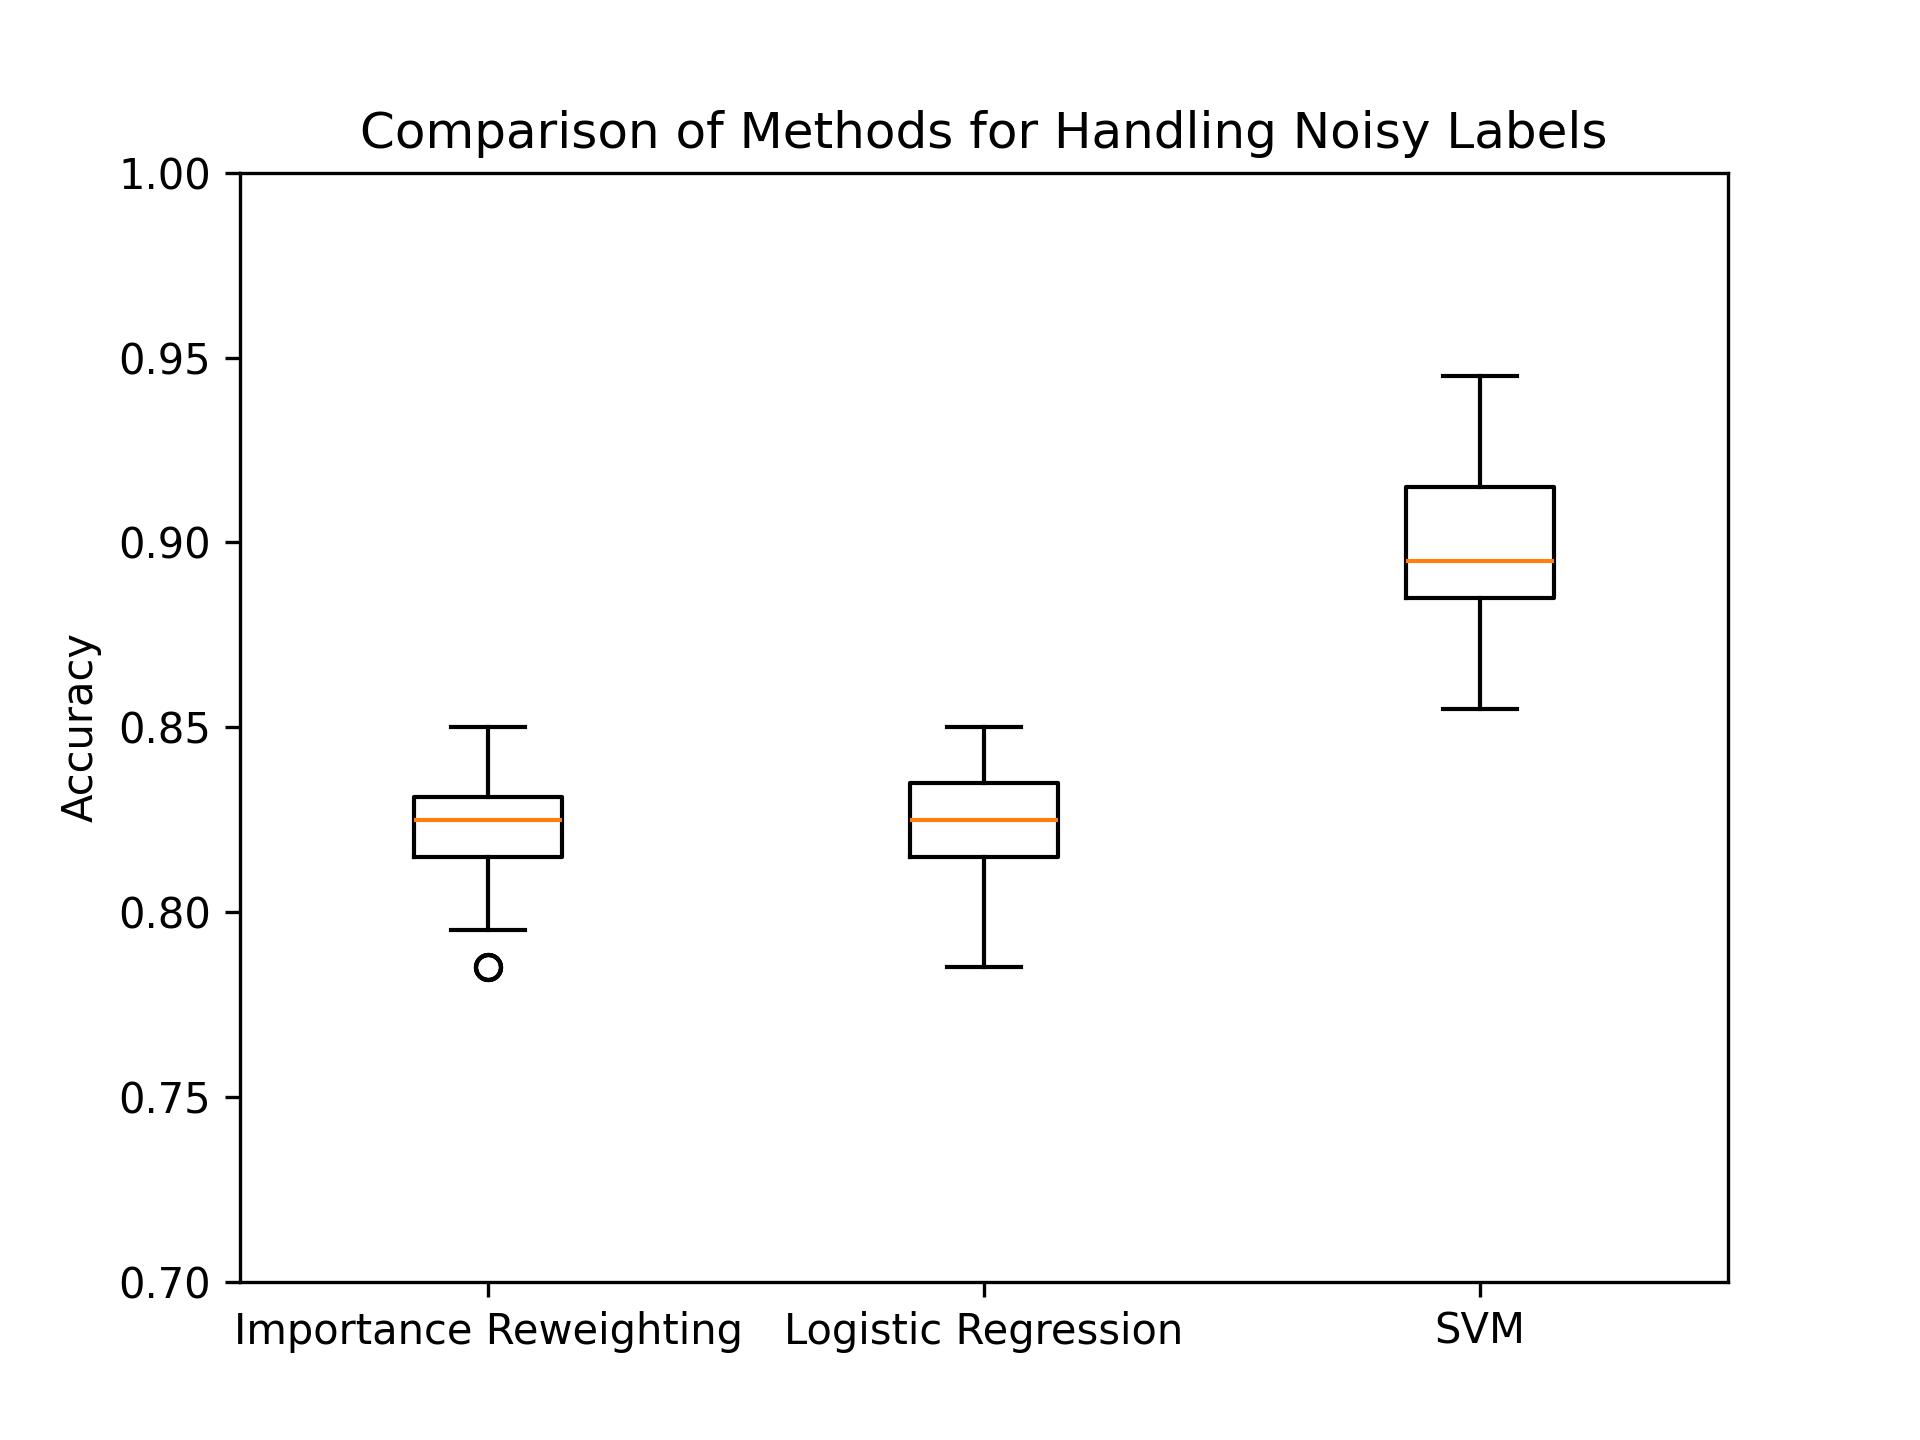 Comparison of Methods for Handling Noisy Labels
1.00
0.95
0.90
0.85
0.80
0.75
0.70
Accuracy
Importance Reweighting Logistic Regression SVM